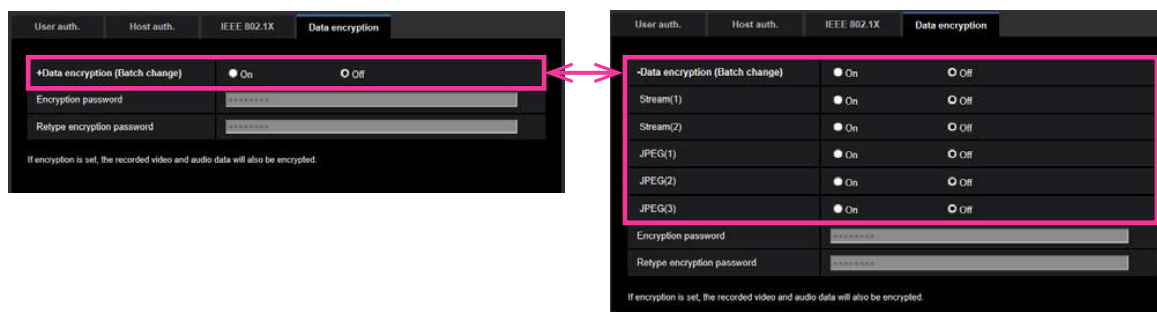 User auth. Host auth. IEEE 802.1X Data encryption
+Data encryption (Batch change) On Off
Encryption password
Retype encryption password
If encryption is set, the recorded video and audio data will also be encrypted.
User auth. Host auth. IEEE 802.1X Data encryption
-Data encryption (Batch change) On Off
Stream(1) On Off
Stream(2) On Off
JPEG(1) On Off
JPEG(2) On Off
JPEG(3) On Off
Encryption password
Retype encryption password
If encryption is set, the recorded video and audio data will also be encrypted.